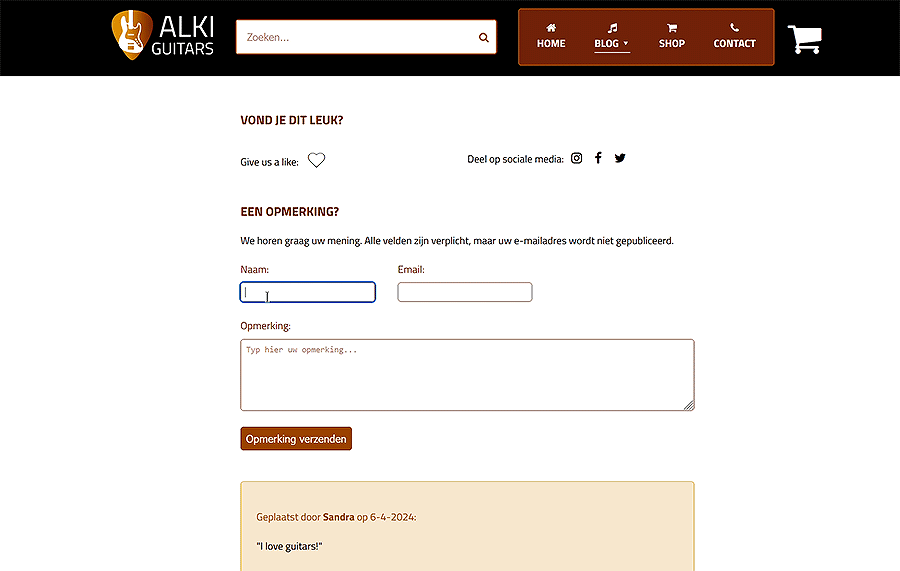 ALKI
GUITARS
Zoeken...
HOME
BLOG
SHOP
CONTACT
VOND JE DIT LEUK?
Give us a like:
Deel op sociale media:
EEN OPMERKING?
We horen graag uw mening. Alle velden zijn verplicht, maar uw e-mailadres wordt niet gepubliceerd.
Naam:
Email:
Opmerking:
Typ hier uw opmerking...
Opmerking verzenden
Geplaatst door Sandra op 6-4-2024:
"I love guitars!"